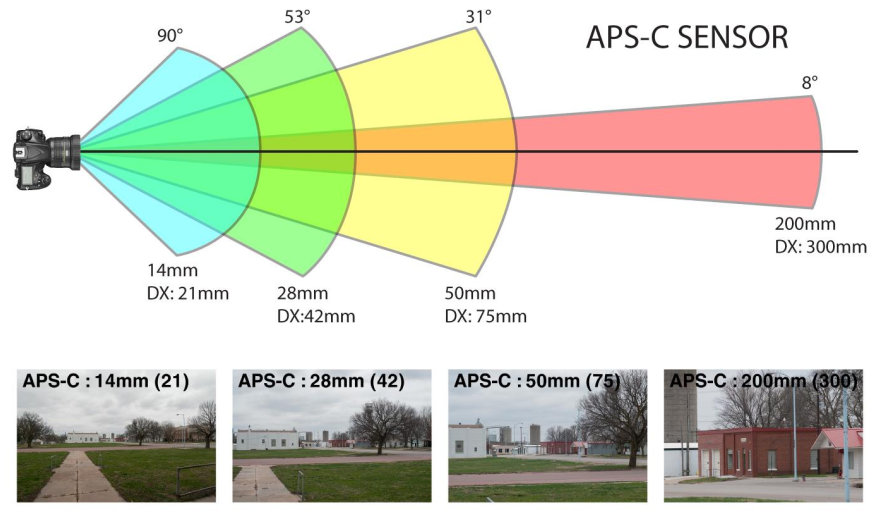 90°
53°
31°
APS-C SENSOR
8°
14mm
DX: 21mm
28mm
DX:42mm
50mm
DX: 75mm
200mm
DX: 300mm
APS-C : 14mm (21)
APS-C : 28mm (42)
APS-C : 50mm (75)
APS-C : 200mm (300)